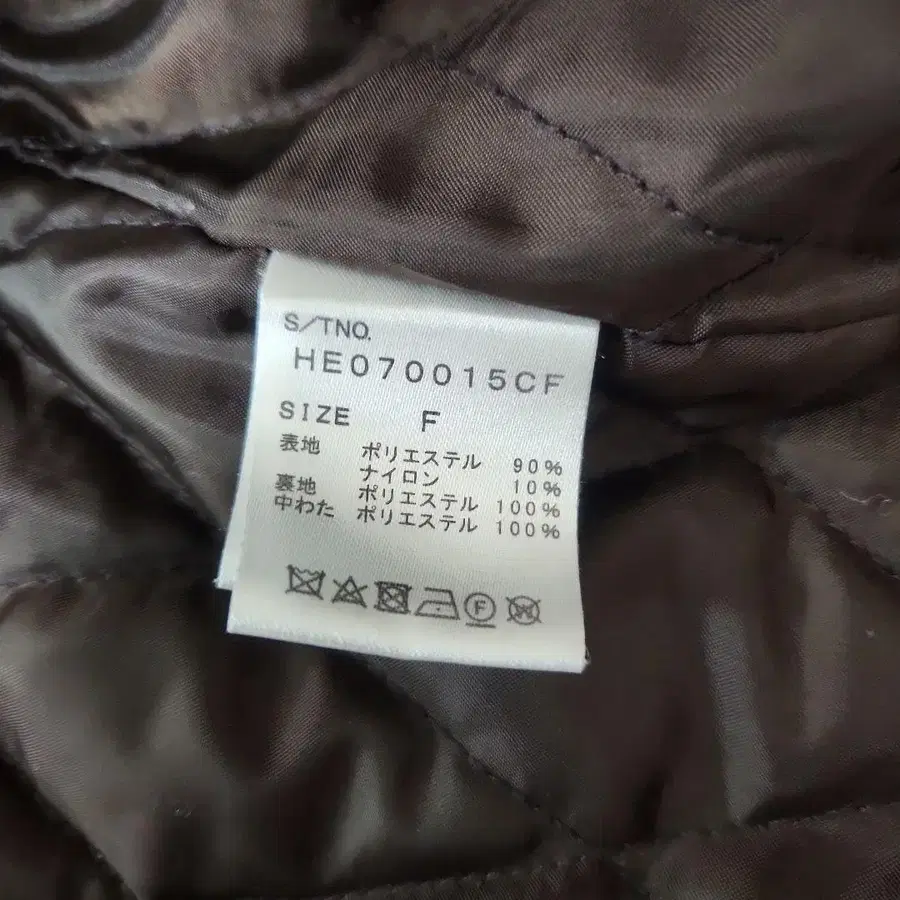 S/TNO.
HE070015CF
SIZE F
表地 ポリエステル 90%
ナイロン 10%
裏地 ポリエステル 100%
中わた ポリエステル 100%
F W